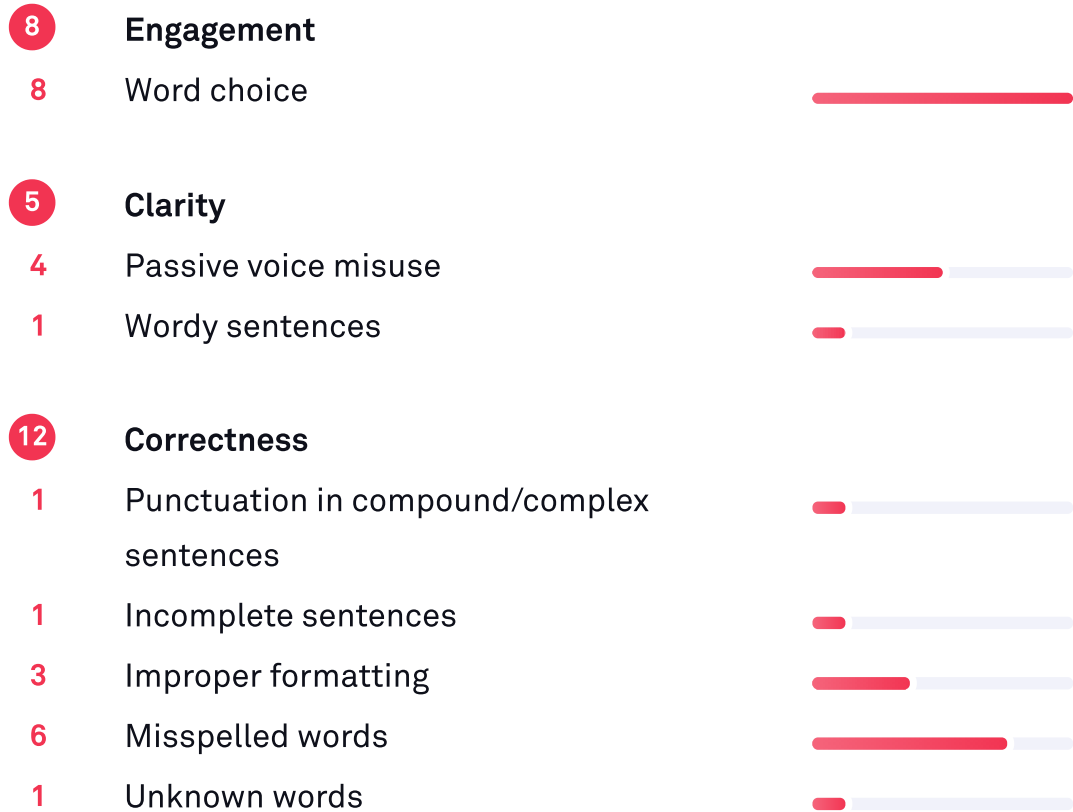 8 Engagement
8 Word choice
5 Clarity
4 Passive voice misuse
1 Wordy sentences
12 Correctness
1 Punctuation in compound/complex
sentences
1 Incomplete sentences
3 Improper formatting
6 Misspelled words
1 Unknown words